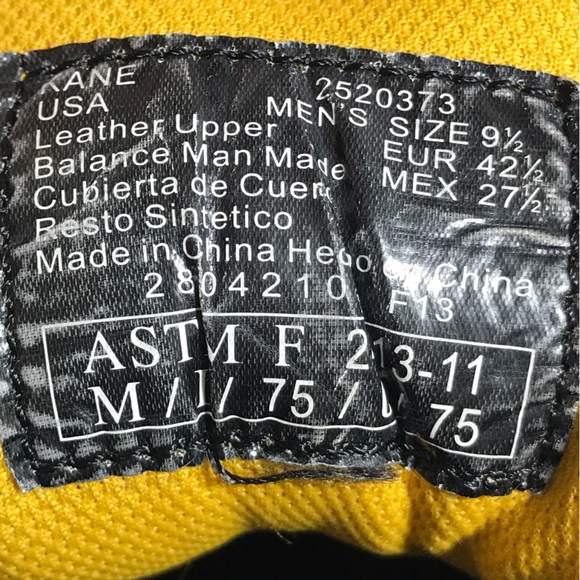 KANE 2520373
USA MEN'S SIZE 9½
Leather Upper EUR 42½
Balance Man Made MEX 27½
Cubierta de Cuero
Resto Sintetico
Made in China Hecho en China
2804210 F13
ASTM F 213-11
M/I/75/ 75